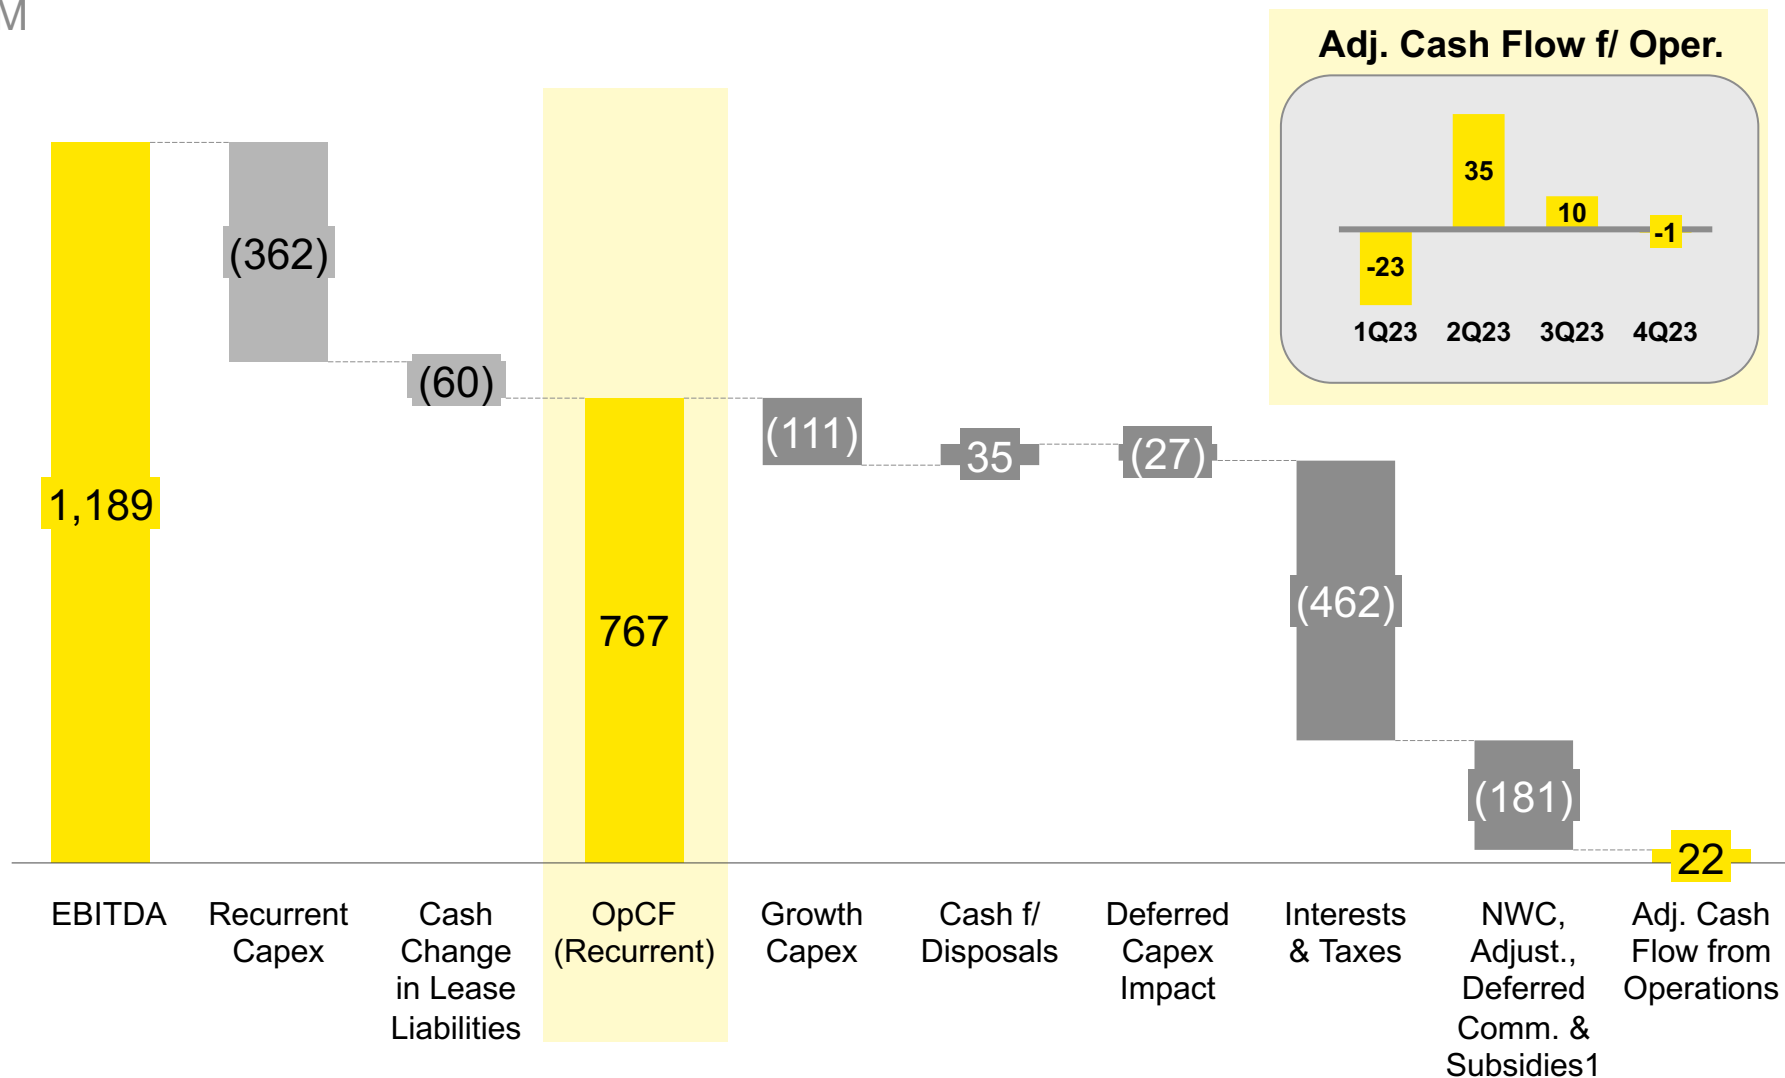 M
Adj. Cash Flow f/ Oper.
35
10
-1
-23
1Q23 2Q23 3Q23 4Q23
(362)
(60)
(111)
35
(27)
1,189
(462)
767
(181)
22
EBITDA
Recurrent
Capex
Cash
Change
in Lease
Liabilities
OpCF
(Recurrent)
Growth
Capex
Cash f/
Disposals
Deferred
Capex
Impact
Interests
& Taxes
NWC,
Adjust.,
Deferred
Comm. &
Subsidies1
Adj. Cash
Flow from
Operations